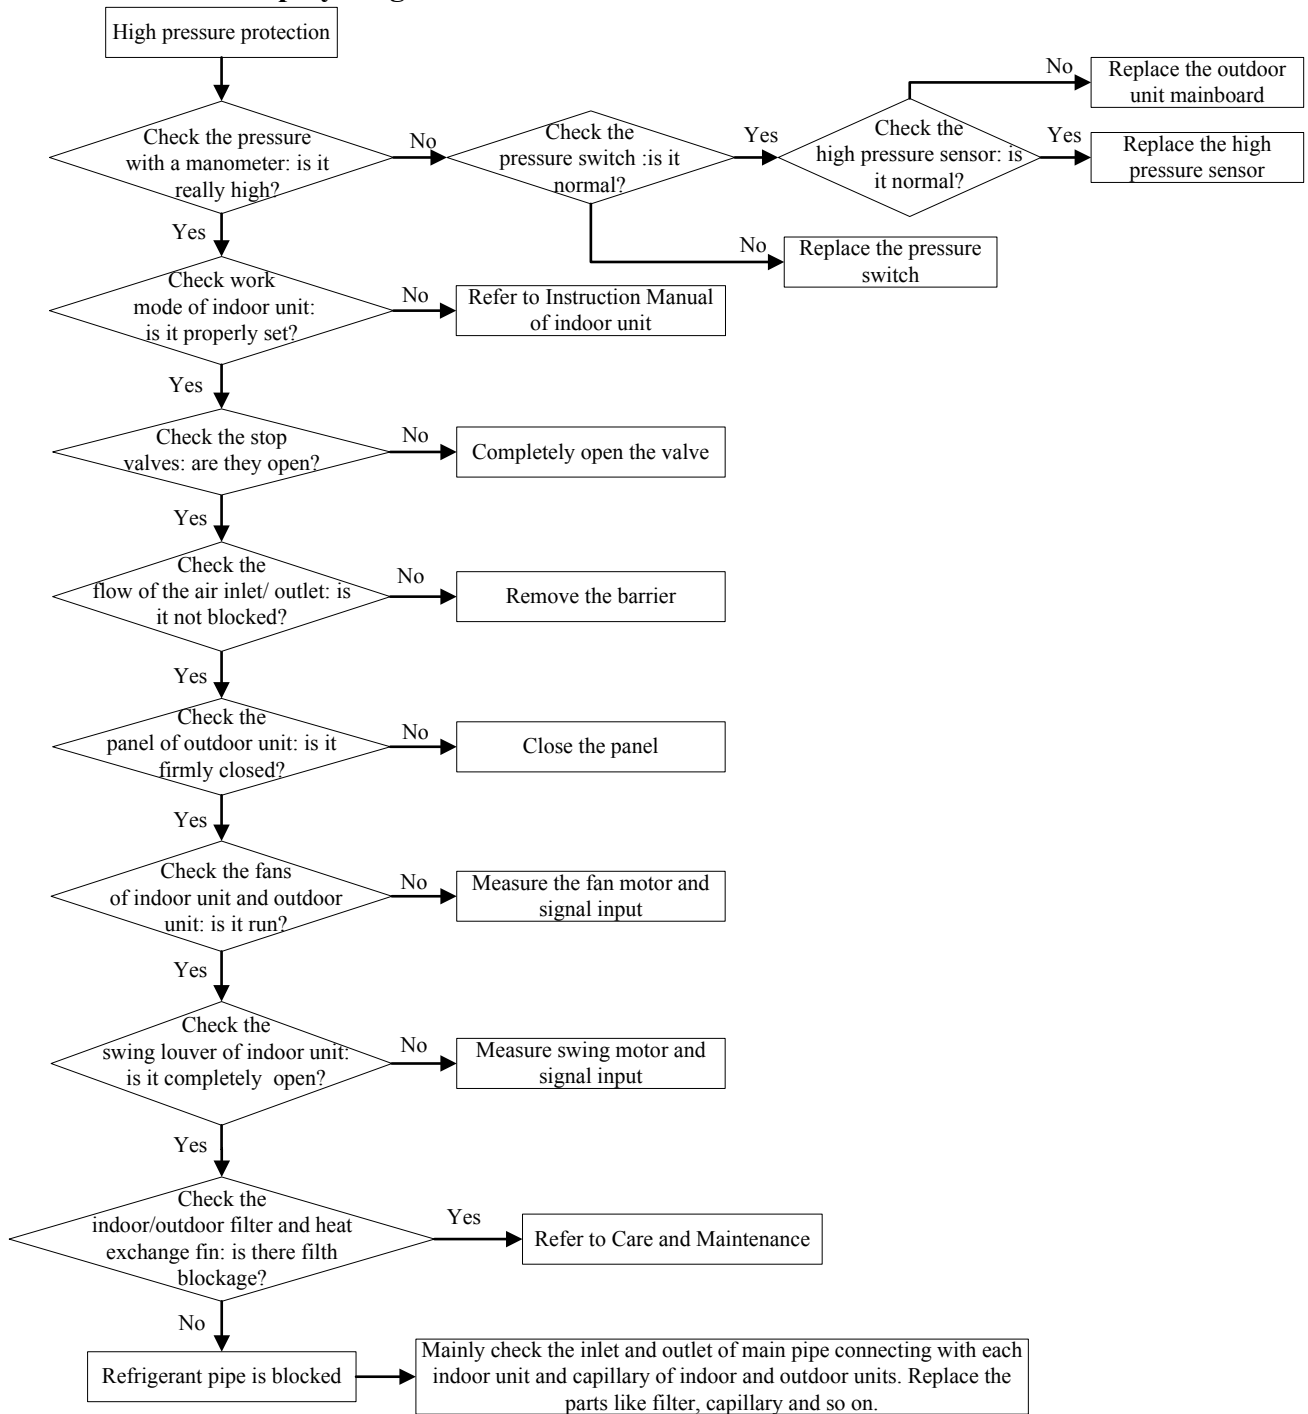 High pressure protection
Check the pressure
with a manometer: is it
really high?
No
Check the
pressure switch :is it
normal?
Yes
Check the
high pressure sensor: is
it normal?
No
Replace the outdoor
unit mainboard
Yes
Replace the high
pressure sensor
No
Replace the pressure
switch
Yes
Check work
mode of indoor unit:
is it properly set?
No
Refer to Instruction Manual
of indoor unit
Yes
Check the stop
valves: are they open?
No
Completely open the valve
Yes
Check the
flow of the air inlet/ outlet: is
it not blocked?
No
Remove the barrier
Yes
Check the
panel of outdoor unit: is it
firmly closed?
No
Close the panel
Yes
Check the fans
of indoor unit and outdoor
unit: is it run?
No
Measure the fan motor and
signal input
Yes
Check the
swing louver of indoor unit:
is it completely open?
No
Measure swing motor and
signal input
Yes
Check the
indoor/outdoor filter and heat
exchange fin: is there filth
blockage?
Yes
Refer to Care and Maintenance
No
Refrigerant pipe is blocked
Mainly check the inlet and outlet of main pipe connecting with each
indoor unit and capillary of indoor and outdoor units. Replace the
parts like filter, capillary and so on.